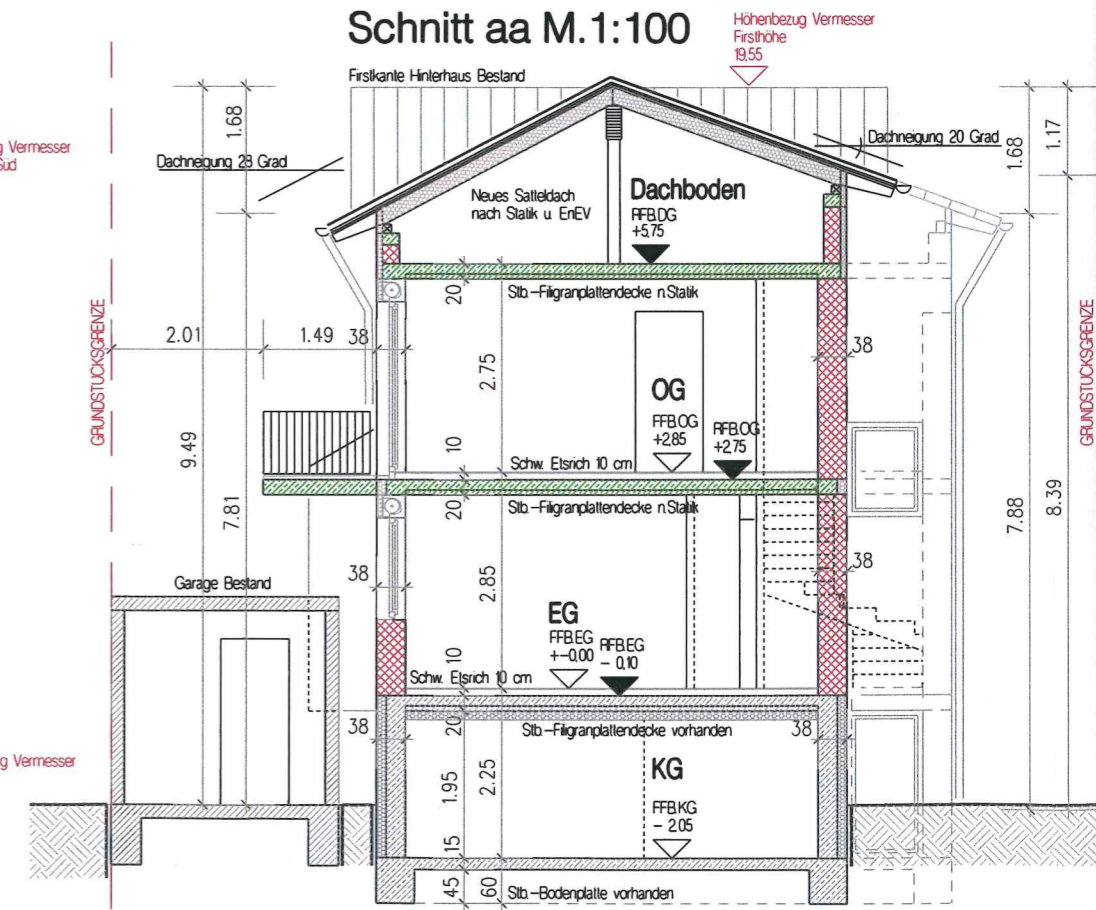 Schnitt aa M.1:100
Höhenbezug Vermesser
Firsthöhe
19,55
Firstkante Hinterhaus Bestand
1.68
g Vermesser
Süd
Dachneigung 28 Grad
Dachneigung 20 Grad
1.68
1.17
Neues Satteldach
nach Statik u. EnEV
Dachboden
RFB.DG
+5,75
20
Stb.-Filigranplattendecke n.Statik
GRUNDSTÜCKSGRENZE
2.01
1.49
38
38
2.75
9.49
7.81
OG
FFB.OG
+2,85
RFB.OG
+2,75
10
Schw. Etsrich 10 cm
20
Stb.-Filigranplattendecke n.Statik
GRUNDSTÜCKSGRENZE
7.88
8.39
Garage Bestand
38
38
2.85
EG
FFB.EG
+-0,00
RFB.EG
- 0,10
10
Schw. Etsrich 10 cm
38
20
Stb.-Filigranplattendecke vorhanden
38
g Vermesser
1.95
2.25
KG
FFB.KG
- 2,05
15
45
60
Stb.-Bodenplatte vorhanden